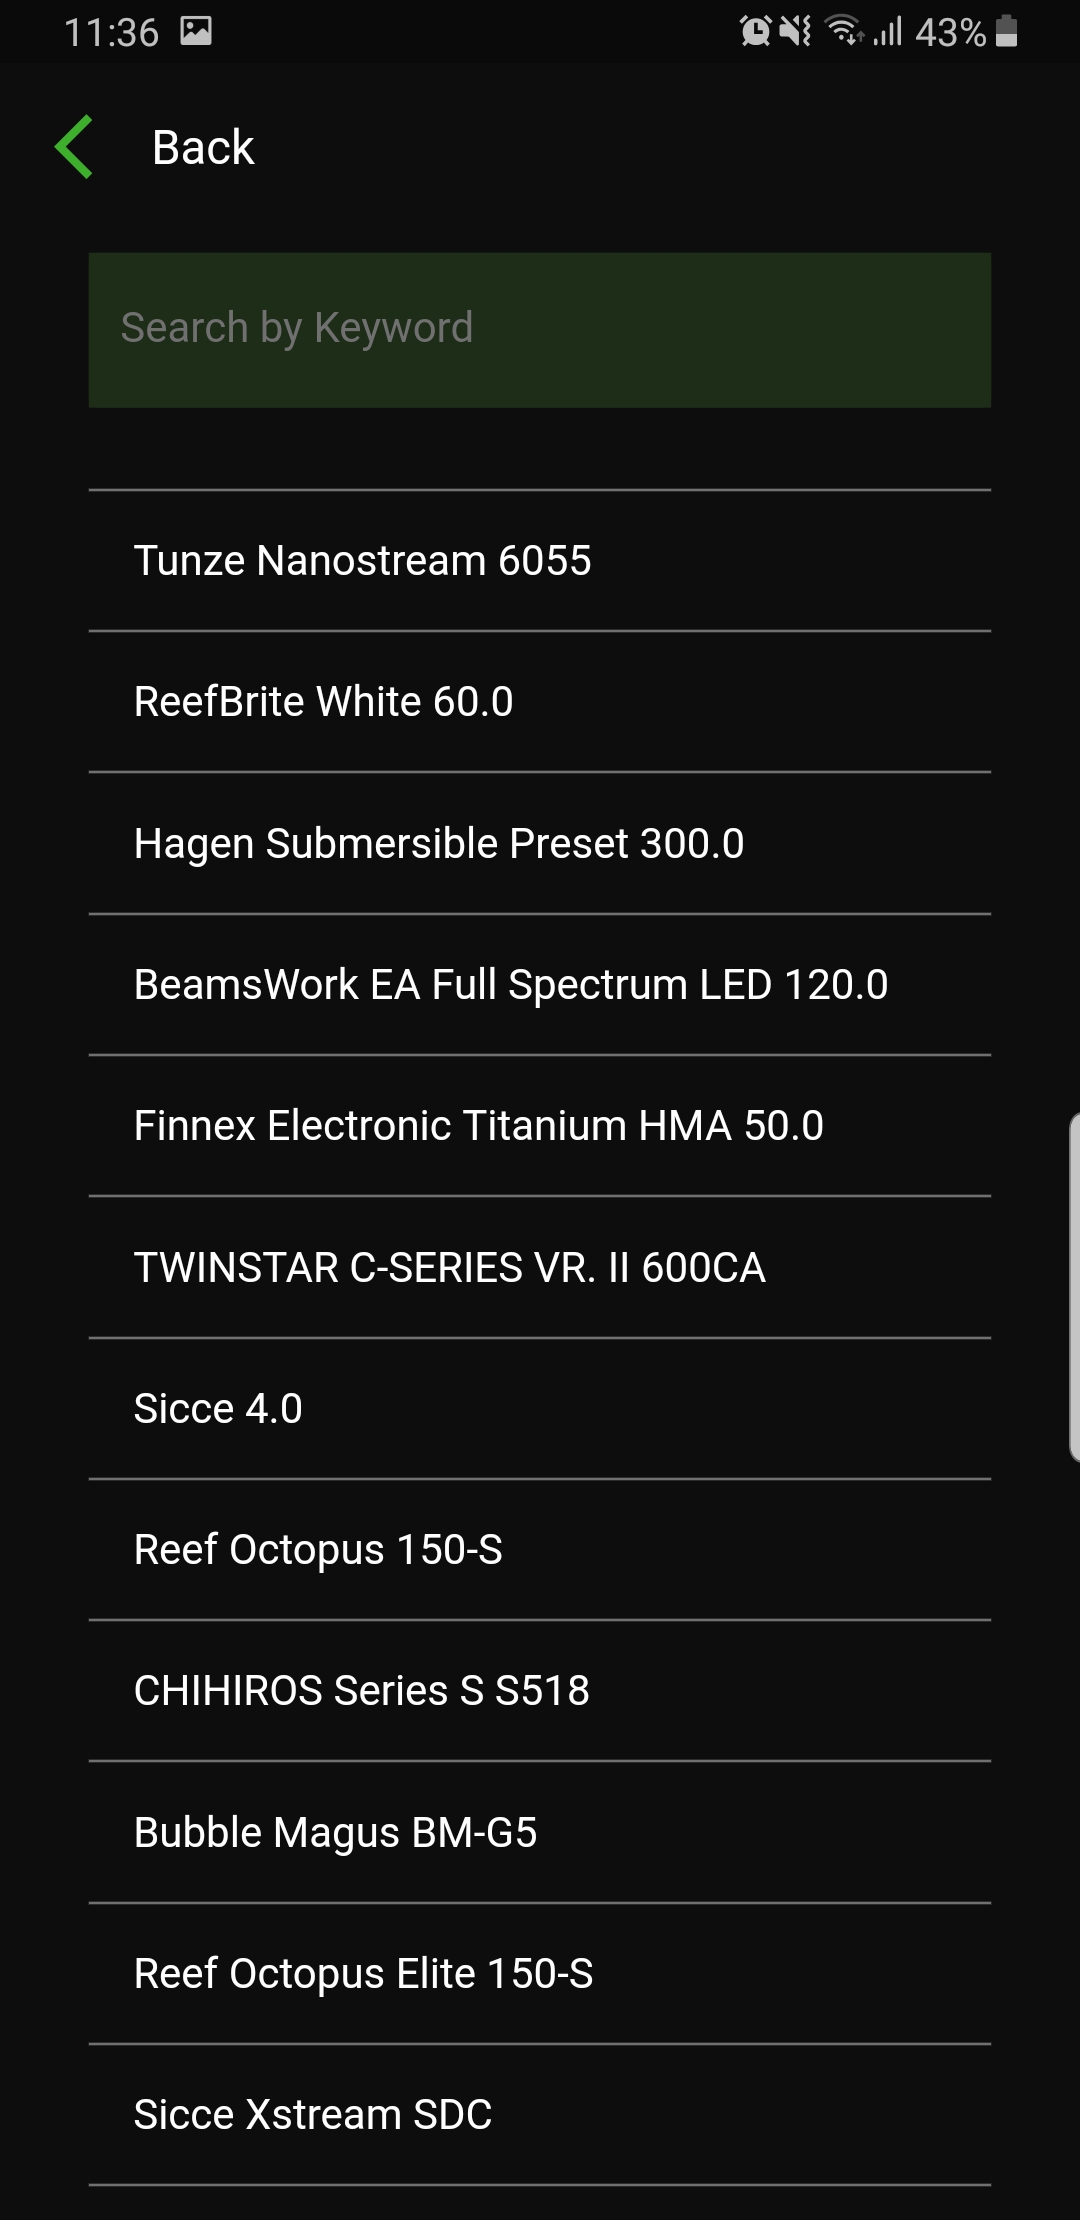 11:36
43%
Back
Search by Keyword
Tunze Nanostream 6055
ReefBrite White 60.0
Hagen Submersible Preset 300.0
BeamsWork EA Full Spectrum LED 120.0
Finnex Electronic Titanium HMA 50.0
TWINSTAR C-SERIES VR. II 600CA
Sicce 4.0
Reef Octopus 150-S
CHIHIROS Series S S518
Bubble Magus BM-G5
Reef Octopus Elite 150-S
Sicce Xstream SDC